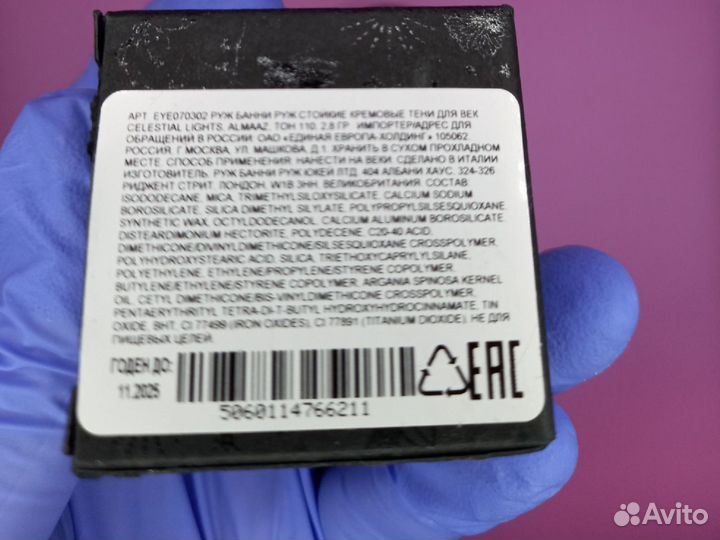 АРТ. EYE070302 РУЖ БАННИ РУЖ СТОЙКИЕ КРЕМОВЫЕ ТЕНИ ДЛЯ ВЕК
CELESTIAL LIGHTS, ALMAAZ, ТОН 110, 2,8 ГР. ИМПОРТЕР/АДРЕС ДЛЯ
ОБРАЩЕНИЙ В РОССИИ: ОАО «ЕДИНАЯ ЕВРОПА-ХОЛДИНГ» 105062,
РОССИЯ, Г. МОСКВА, УЛ. МАШКОВА, Д.1. ХРАНИТЬ В СУХОМ ПРОХЛАДНОМ
МЕСТЕ. СПОСОБ ПРИМЕНЕНИЯ: НАНЕСТИ НА ВЕКИ. СДЕЛАНО В ИТАЛИИ
ИЗГОТОВИТЕЛЬ: РУЖ БАННИ РУЖ ЮКЕЙ ЛТД, 404 АЛБАНИ ХАУС, 324-326
РИДЖЕНТ СТРИТ, ЛОНДОН, W1B 3HH, ВЕЛИКОБРИТАНИЯ. СОСТАВ:
ISODODECANE, MICA, TRIMETHYLSILOXYSILICATE, CALCIUM SODIUM
BOROSILICATE, SILICA DIMETHYL SILYLATE, POLYPROPYLSILSESQUIOXANE,
SYNTHETIC WAX, OCTYLDODECANOL, CALCIUM ALUMINUM BOROSILICATE,
DISTEARDIMONIUM HECTORITE, POLYDECENE, C20-40 ACID,
DIMETHICONE/DIVINYLDIMETHICONE/SILSESQUIOXANE CROSSPOLYMER,
POLYHYDROXYSTEARIC ACID, SILICA, TRIETHOXYCAPRYLYLSILANE,
POLYETHYLENE, ETHYLENE/PROPYLENE/STYRENE COPOLYMER,
BUTYLENE/ETHYLENE/STYRENE COPOLYMER, ARGANIA SPINOSA KERNEL
OIL, CETYL DIMETHICONE/BIS-VINYLDIMETHICONE CROSSPOLYMER,
PENTAERYTHRITYL TETRA-DI-T-BUTYL HYDROXYHYDROCINNAMATE, TIN
OXIDE, BHT, CI 77499 (IRON OXIDES), CI 77891 (TITANIUM DIOXIDE). НЕ ДЛЯ
ПИЩЕВЫХ ЦЕЛЕЙ.
ГОДЕН ДО:
11.2025
5060114766211
EAC
Avito